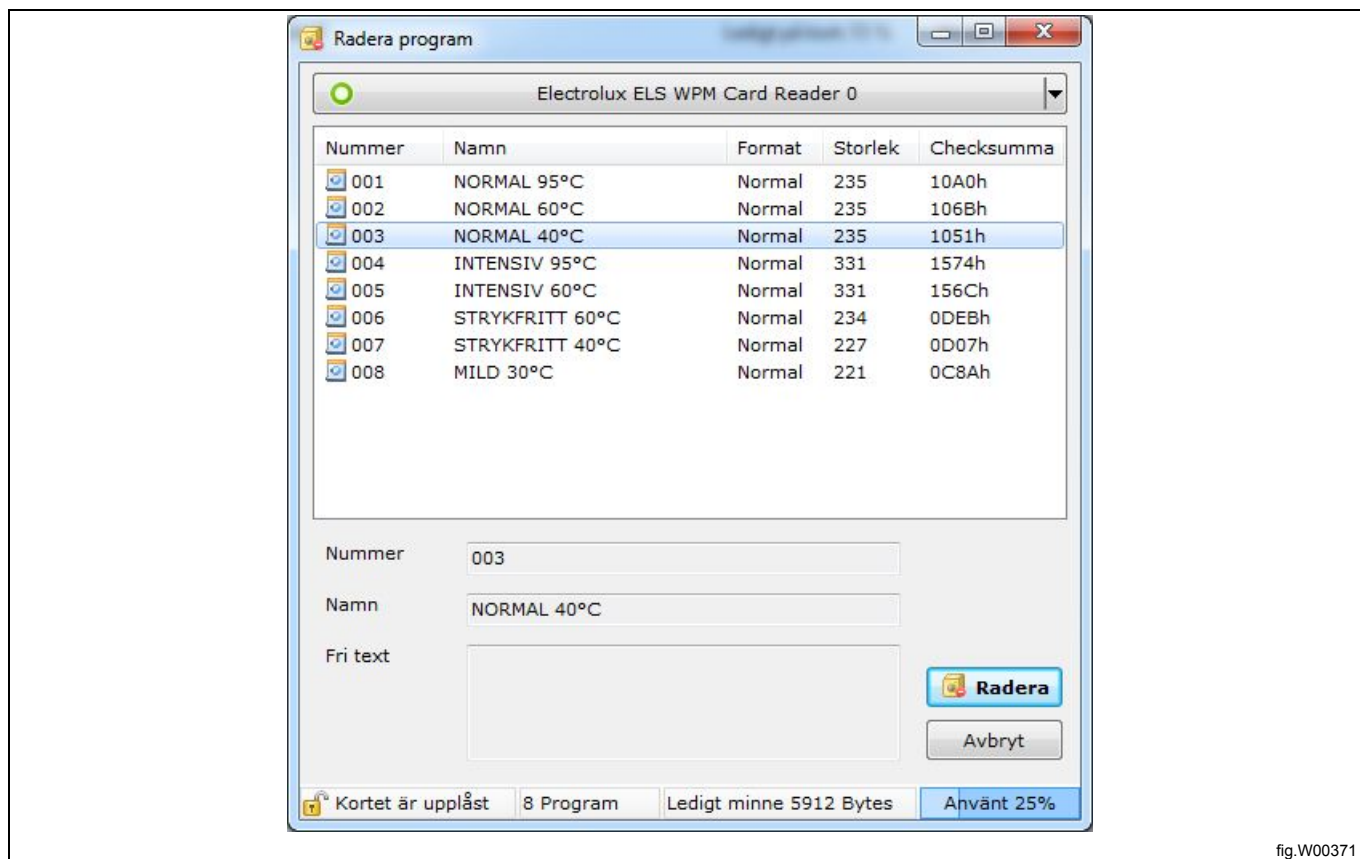 Radera program
Electrolux ELS WPM Card Reader 0
Nummer Namn Format Storlek Checksumma
001 NORMAL 95°C Normal 235 10A0h
002 NORMAL 60°C Normal 235 106Bh
003 NORMAL 40°C Normal 235 1051h
004 INTENSIV 95°C Normal 331 1574h
005 INTENSIV 60°C Normal 331 156Ch
006 STRYKFRITT 60°C Normal 234 0DEBh
007 STRYKFRITT 40°C Normal 227 0D07h
008 MILD 30°C Normal 221 0C8Ah
Nummer 003
Namn NORMAL 40°C
Fri text
Radera
Avbryt
Kortet är upplåst 8 Program Ledigt minne 5912 Bytes Använt 25%
fig.W00371